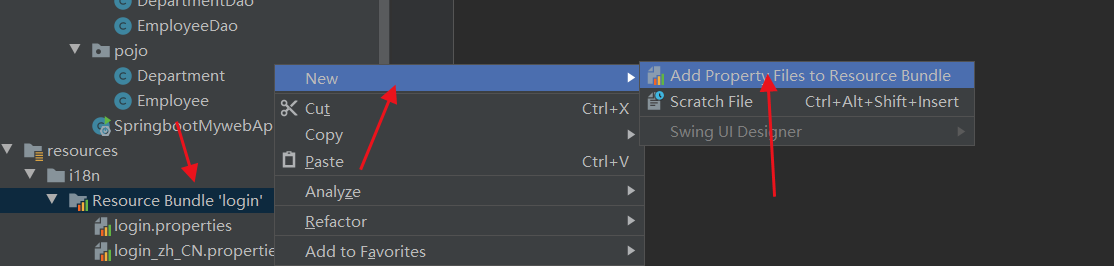 DepartmentDao
EmployeeDao
pojo
Department
Employee
SpringbootMywebAp
resources
i18n
Resource Bundle 'login'
login.properties
login_zh_CN.propertie
New
Cut Ctrl+X
Copy
Paste Ctrl+V
Analyze
Refactor
Add to Favorites
Add Property Files to Resource Bundle
Scratch File Ctrl+Alt+Shift+Insert
Swing UI Designer